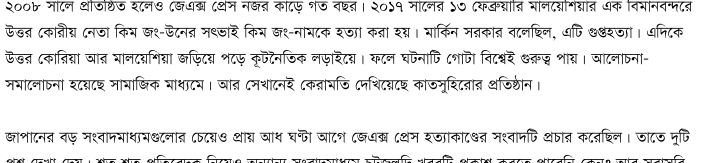 ২০০৮ সালে প্রতিষ্ঠিত হলেও জেএক্স প্রেস নজর কাড়ে গত বছর। ২০১৭ সালের ১৩ ফেব্রুয়ারি মালয়েশিয়ার এক বিমানবন্দরে
উত্তর কোরীয় নেতা কিম জং-উনের সৎভাই কিম জং-নামকে হত্যা করা হয়। মার্কিন সরকার বলেছিল, এটি গুপ্তহত্যা। এদিকে
উত্তর কোরিয়া আর মালয়েশিয়া জড়িয়ে পড়ে কূটনৈতিক লড়াইয়ে। ফলে ঘটনাটি গোটা বিশ্বেই গুরুত্ব পায়। আলোচনা-
সমালোচনা হয়েছে সামাজিক মাধ্যমে। আর সেখানেই কেরামতি দেখিয়েছে কাতসুহিরোর প্রতিষ্ঠান।
জাপানের বড় সংবাদমাধ্যমগুলোর চেয়েও প্রায় আধ ঘণ্টা আগে জেএক্স প্রেস হত্যাকাণ্ডের সংবাদটি প্রচার করেছিল। তাতে দুটি
প্রশ্ন দেখা দেয়। শত শত প্রতিবেদক নিয়েও অন্যান্য সংবাদমাধ্যম চটজলদি খবরটি প্রকাশ করতে পারেনি কেন? আর